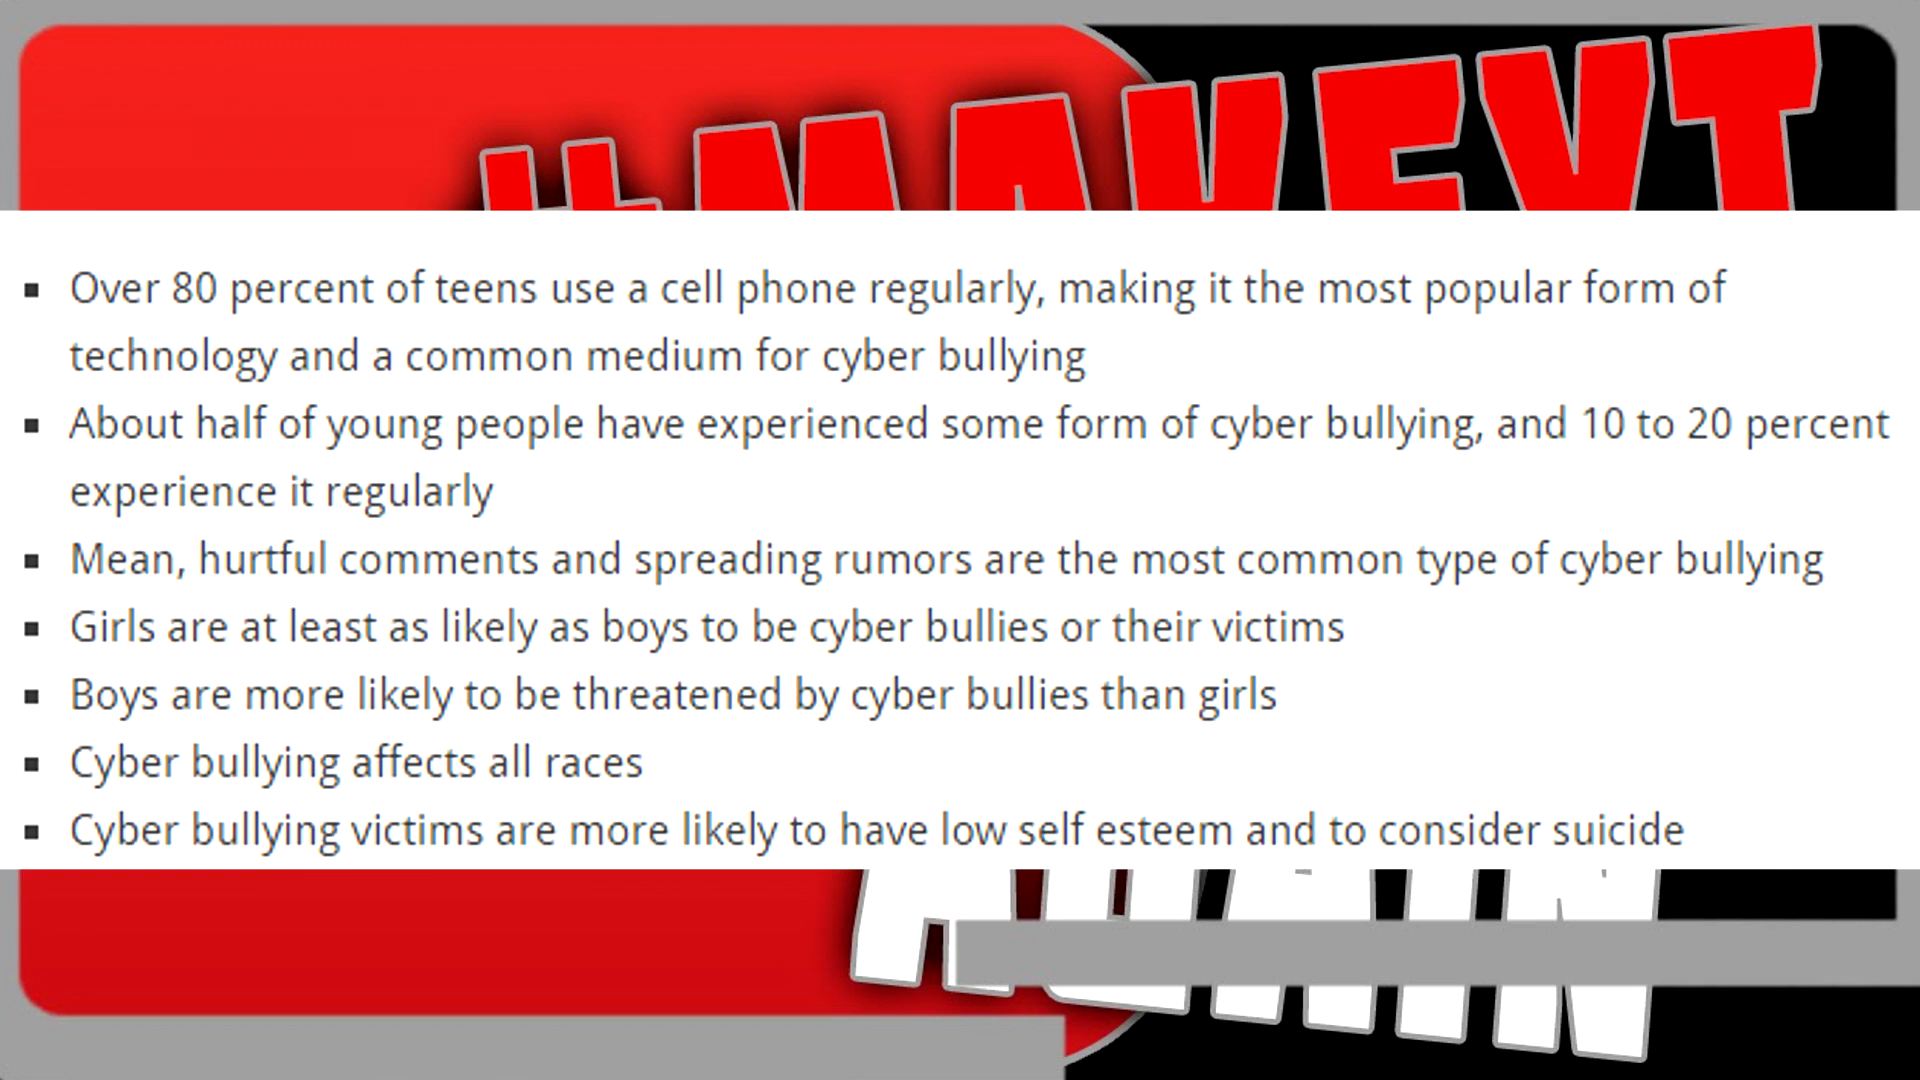 #MAKEYT
▪ Over 80 percent of teens use a cell phone regularly, making it the most popular form of
technology and a common medium for cyber bullying
▪ About half of young people have experienced some form of cyber bullying, and 10 to 20 percent
experience it regularly
▪ Mean, hurtful comments and spreading rumors are the most common type of cyber bullying
▪ Girls are at least as likely as boys to be cyber bullies or their victims
▪ Boys are more likely to be threatened by cyber bullies than girls
▪ Cyber bullying affects all races
▪ Cyber bullying victims are more likely to have low self esteem and to consider suicide
AGAIN